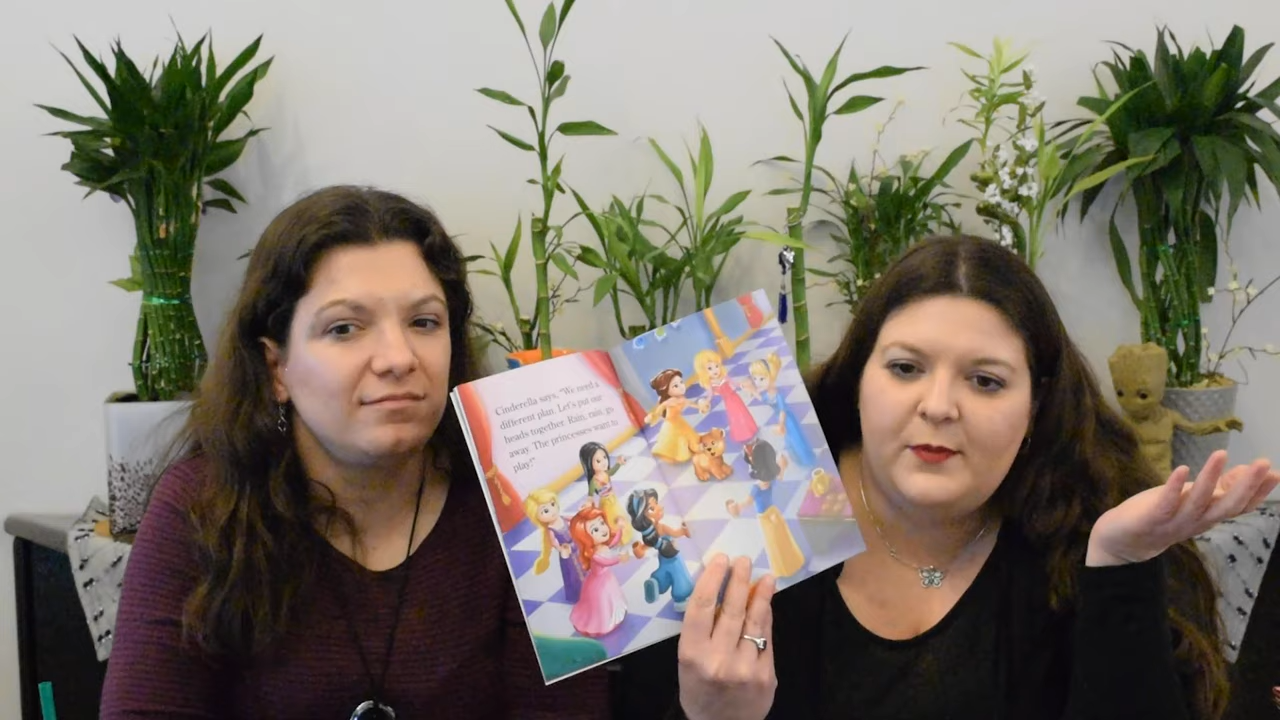 Cinderella says, "We need a
different plan. Let's put our
heads together. Rain, rain, go
away. The princesses want to
play!"